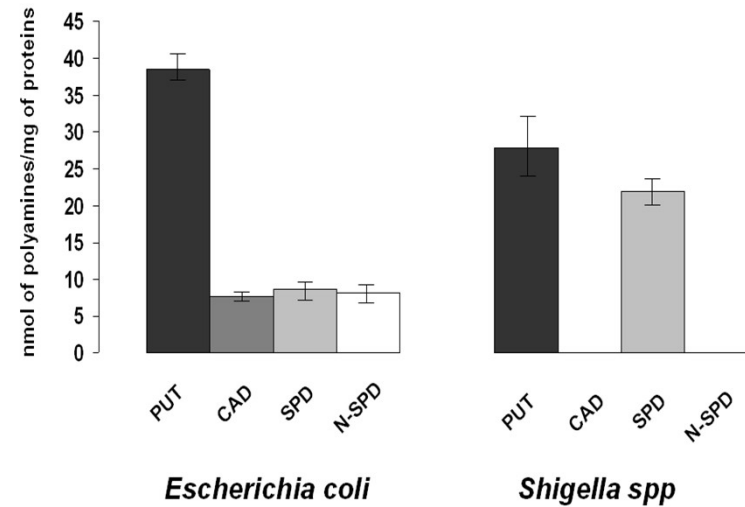 nmol of polyamines/mg of proteins
45
40
35
30
25
20
15
10
5
0
PUT
CAD
SPD
N-SPD
PUT
CAD
SPD
N-SPD
Escherichia coli
Shigella spp